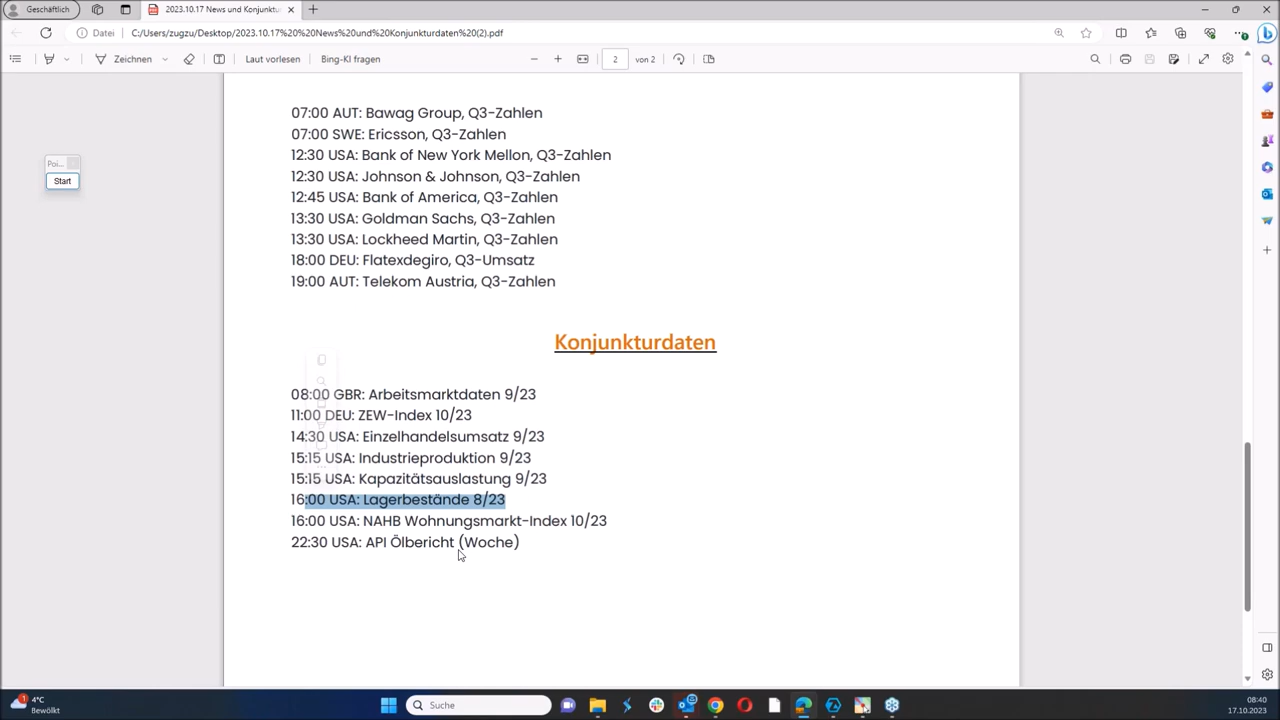 Geschäftlich
2023.10.17 News und Konjunktu
Datei
C:/Users/zugzu/Desktop/2023.10.17%20%20News%20und%20Konjunkturdaten%20(2).pdf
Zeichnen
Laut vorlesen
Bing-KI fragen
2
von 2
Poi...
Start
07:00 AUT: Bawag Group, Q3-Zahlen
07:00 SWE: Ericsson, Q3-Zahlen
12:30 USA: Bank of New York Mellon, Q3-Zahlen
12:30 USA: Johnson & Johnson, Q3-Zahlen
12:45 USA: Bank of America, Q3-Zahlen
13:30 USA: Goldman Sachs, Q3-Zahlen
13:30 USA: Lockheed Martin, Q3-Zahlen
18:00 DEU: Flatexdegiro, Q3-Umsatz
19:00 AUT: Telekom Austria, Q3-Zahlen
Konjunkturdaten
08:00 GBR: Arbeitsmarktdaten 9/23
11:00 DEU: ZEW-Index 10/23
14:30 USA: Einzelhandelsumsatz 9/23
15:15 USA: Industrieproduktion 9/23
15:15 USA: Kapazitätsauslastung 9/23
16:00 USA: Lagerbestände 8/23
16:00 USA: NAHB Wohnungsmarkt-Index 10/23
22:30 USA: API Ölbericht (Woche)
1
4°C
Bewölkt
Suche
08:40
17.10.2023